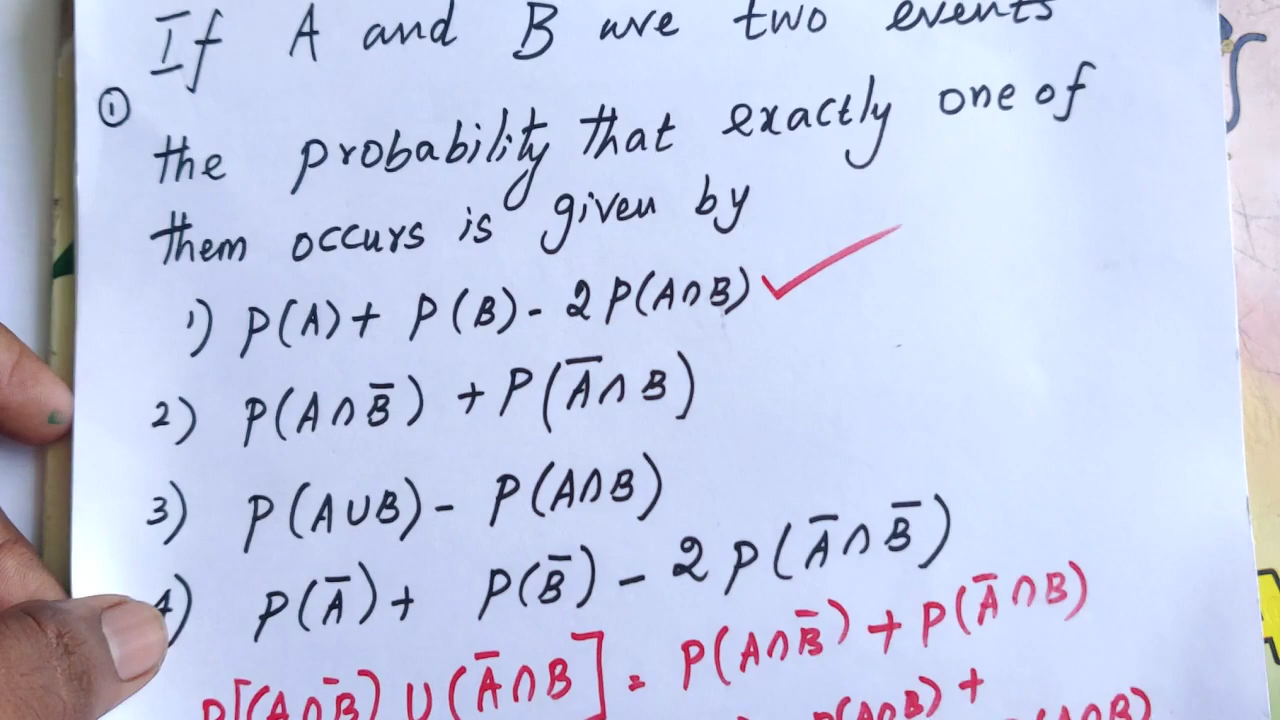 If A and B are two events
① the probability that exactly one of
them occurs is given by
1) P(A) + P(B) - 2P(A∩B) ✓
2) P(A∩B̅) + P(A̅∩B)
3) P(A∪B) - P(A∩B)
4) P(A̅) + P(B̅) - 2P(A̅∩B̅)
P[(A∩B̅) ∪ (A̅∩B] = P(A∩B̅) + P(A̅∩B)
P(A∩B) +